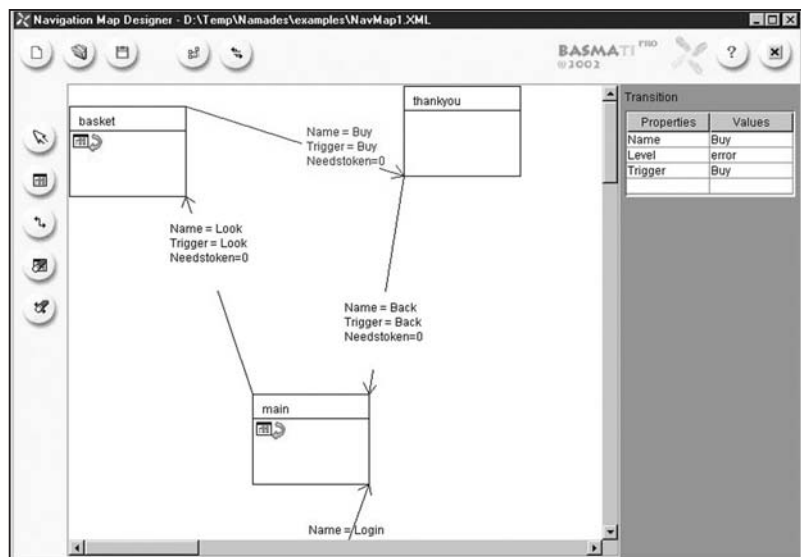 Navigation Map Designer - D:\Temp\Namades\examples\NavMap1.XML
BASMATI PRO
©2002
?
basket
thankyou
Name = Buy
Trigger = Buy
Needstoken=0
Name = Look
Trigger = Look
Needstoken=0
Name = Back
Trigger = Back
Needstoken=0
main
Name = Login
Transition
Properties Values
Name Buy
Level error
Trigger Buy